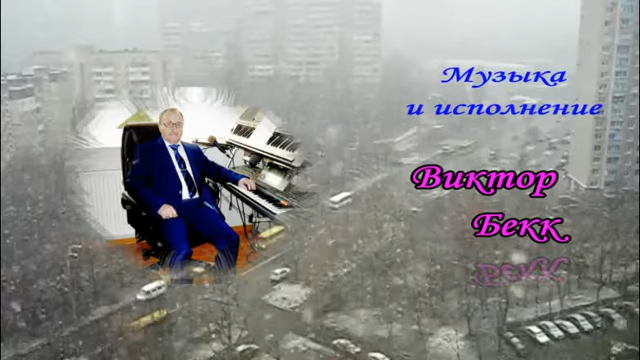 Музыка
и исполнение
Виктор
Бекк